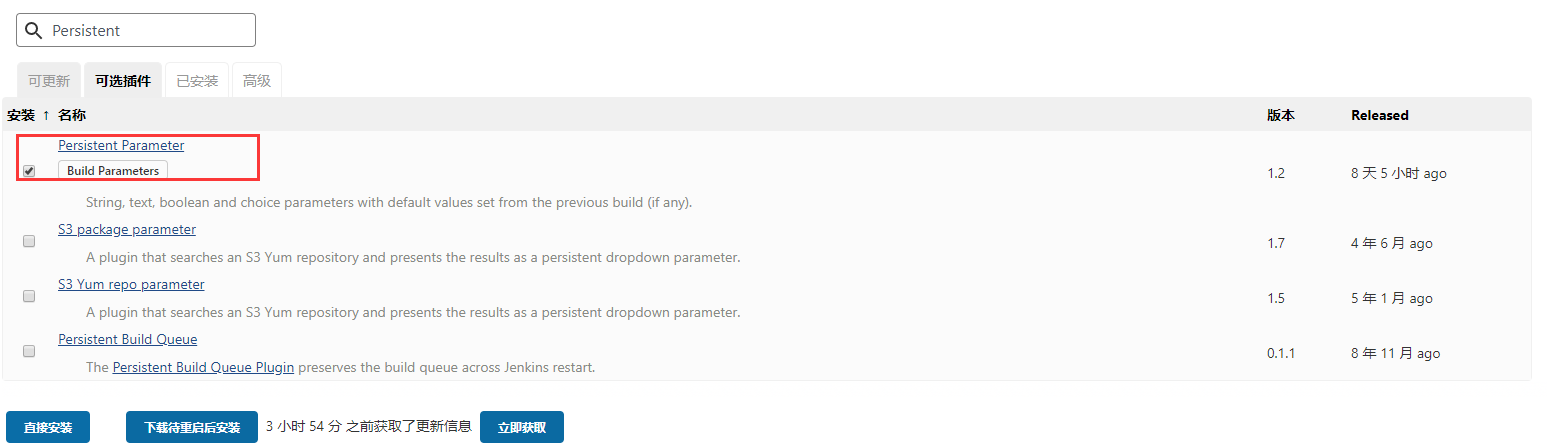 Persistent
可更新 可选插件 已安装 高级
安装 ↑ 名称 版本 Released
Persistent Parameter
Build Parameters 1.2 8 天 5 小时 ago
String, text, boolean and choice parameters with default values set from the previous build (if any).
S3 package parameter
1.7 4 年 6 月 ago
A plugin that searches an S3 Yum repository and presents the results as a persistent dropdown parameter.
S3 Yum repo parameter
1.5 5 年 1 月 ago
A plugin that searches an S3 Yum repository and presents the results as a persistent dropdown parameter.
Persistent Build Queue
0.1.1 8 年 11 月 ago
The Persistent Build Queue Plugin preserves the build queue across Jenkins restart.
直接安装 下载待重启后安装 3 小时 54 分 之前获取了更新信息 立即获取